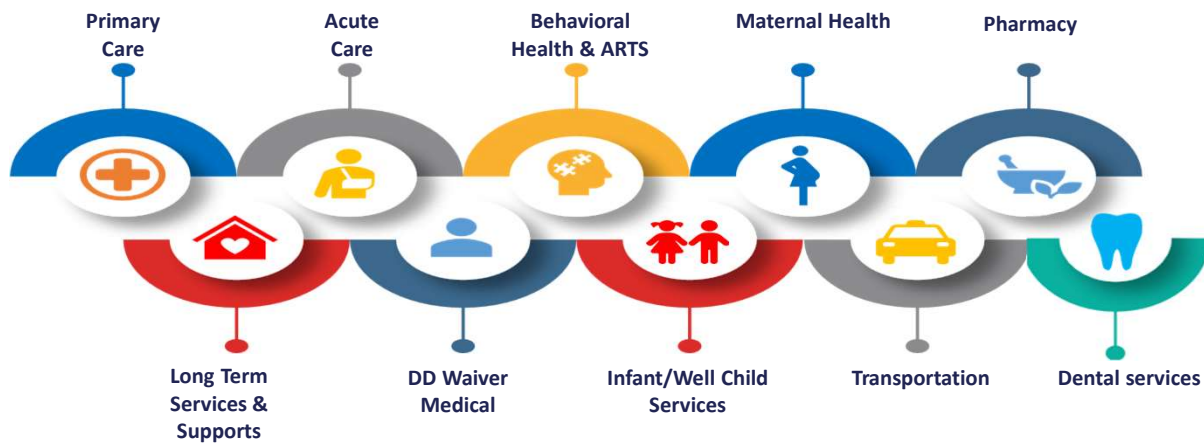 Primary
Care
Acute
Care
Behavioral
Health & ARTS
Maternal Health
Pharmacy
Long Term
Services &
Supports
DD Waiver
Medical
Infant/Well Child
Services
Transportation
Dental services